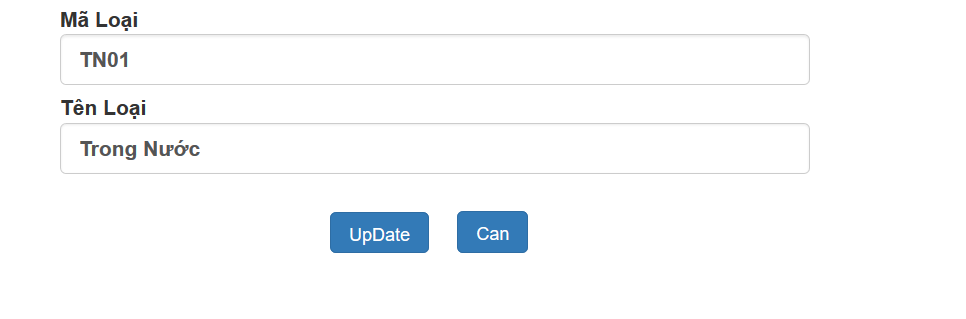 Mã Loại
TN01
Tên Loại
Trong Nước
UpDate Can